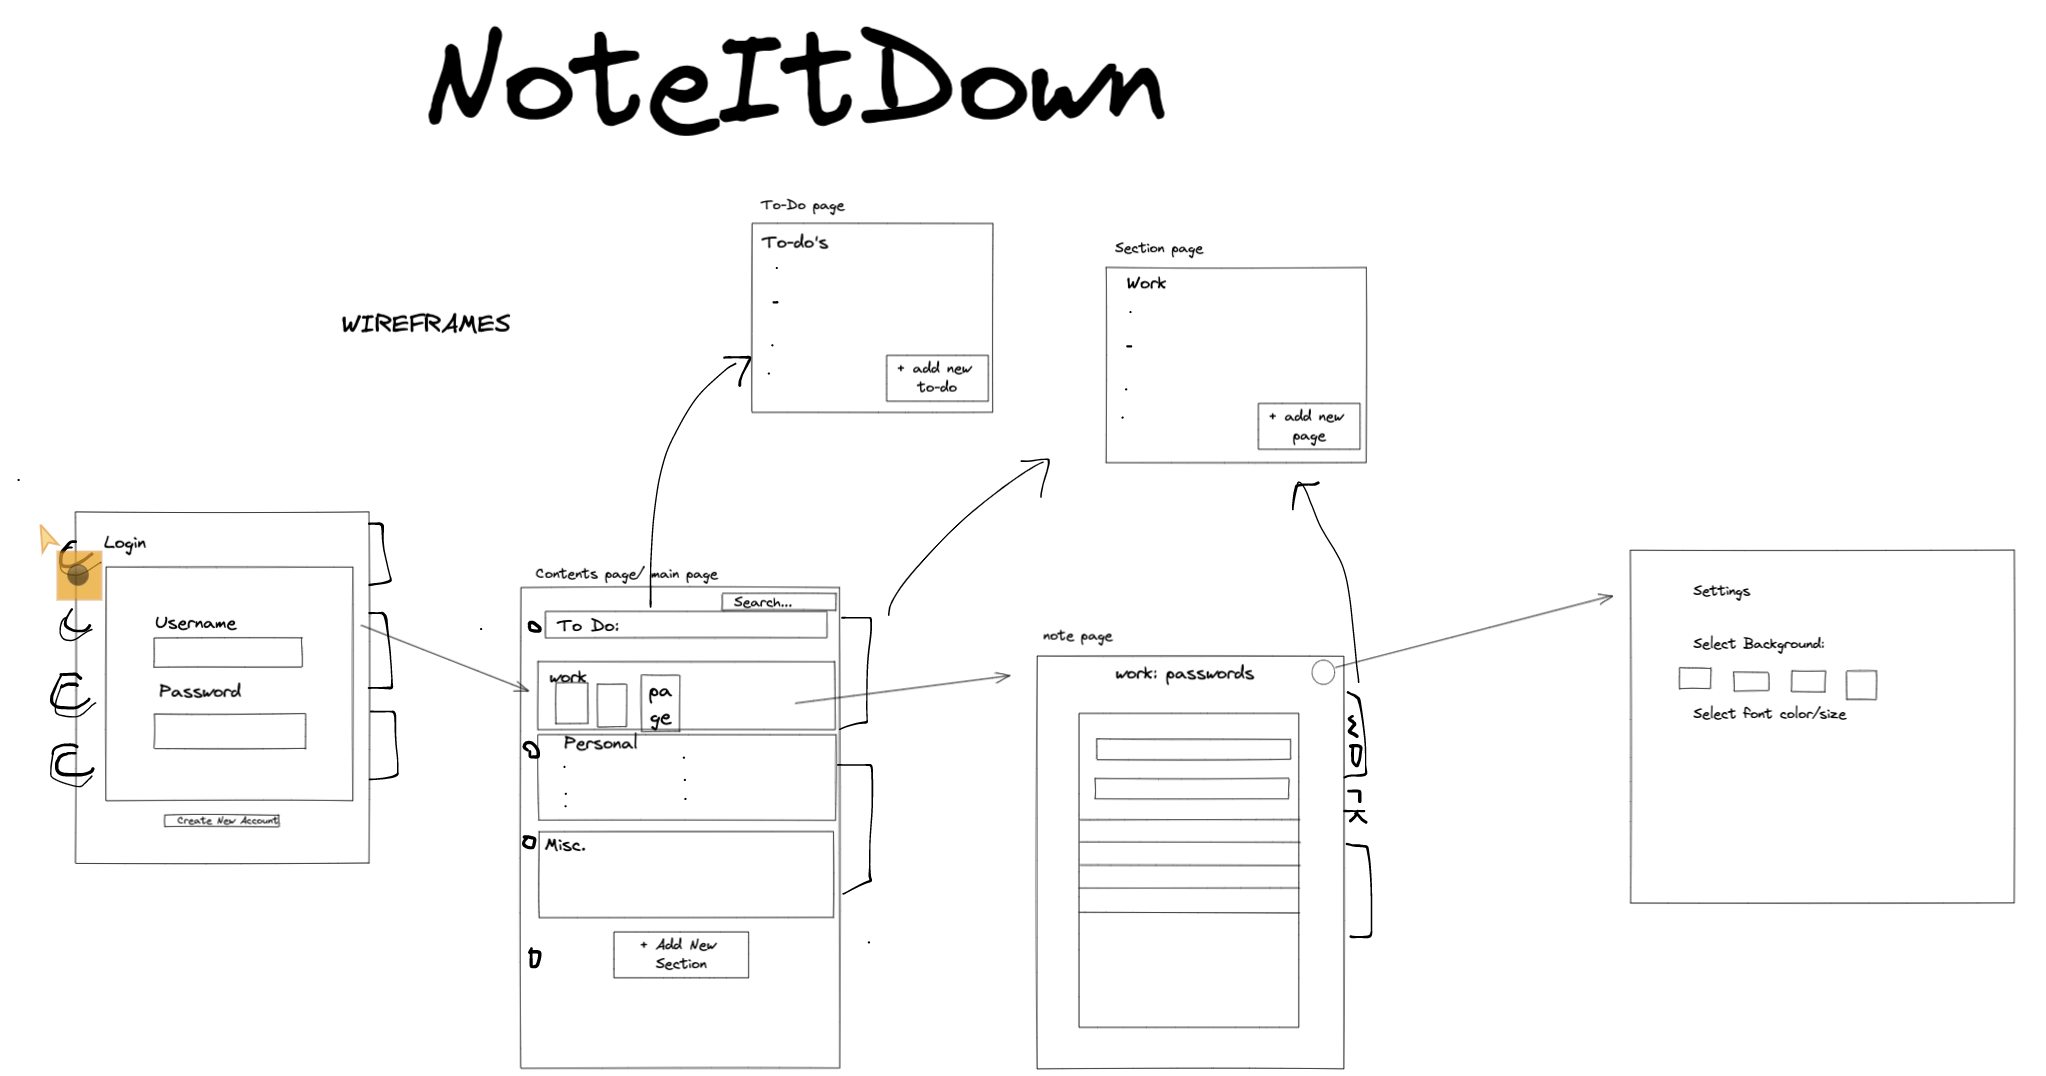 NoteItDown
WIREFRAMES
To-Do page
To-do's
+ add new
to-do
Section page
Work
+ add new
page
Login
Username
Password
Create New Account
Contents page/ main page
Search...
To Do:
work
pa
ge
Personal
Misc.
+ Add New
Section
note page
work: passwords
WORK
Settings
Select Background:
Select font color/size